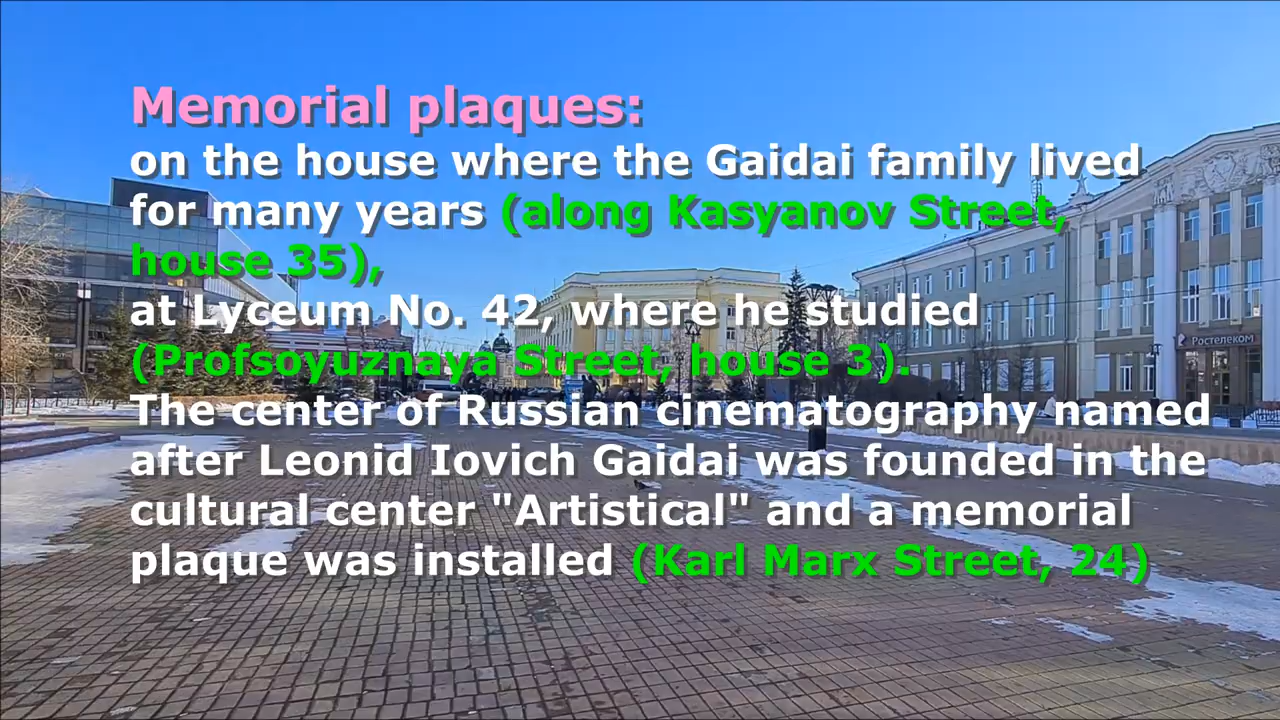 Memorial plaques:
on the house where the Gaidai family lived
for many years (along Kasyanov Street,
house 35),
at Lyceum No. 42, where he studied
(Profsoyuznaya Street, house 3).
The center of Russian cinematography named
after Leonid Iovich Gaidai was founded in the
cultural center "Artistical" and a memorial
plaque was installed (Karl Marx Street, 24)
Ростелеком